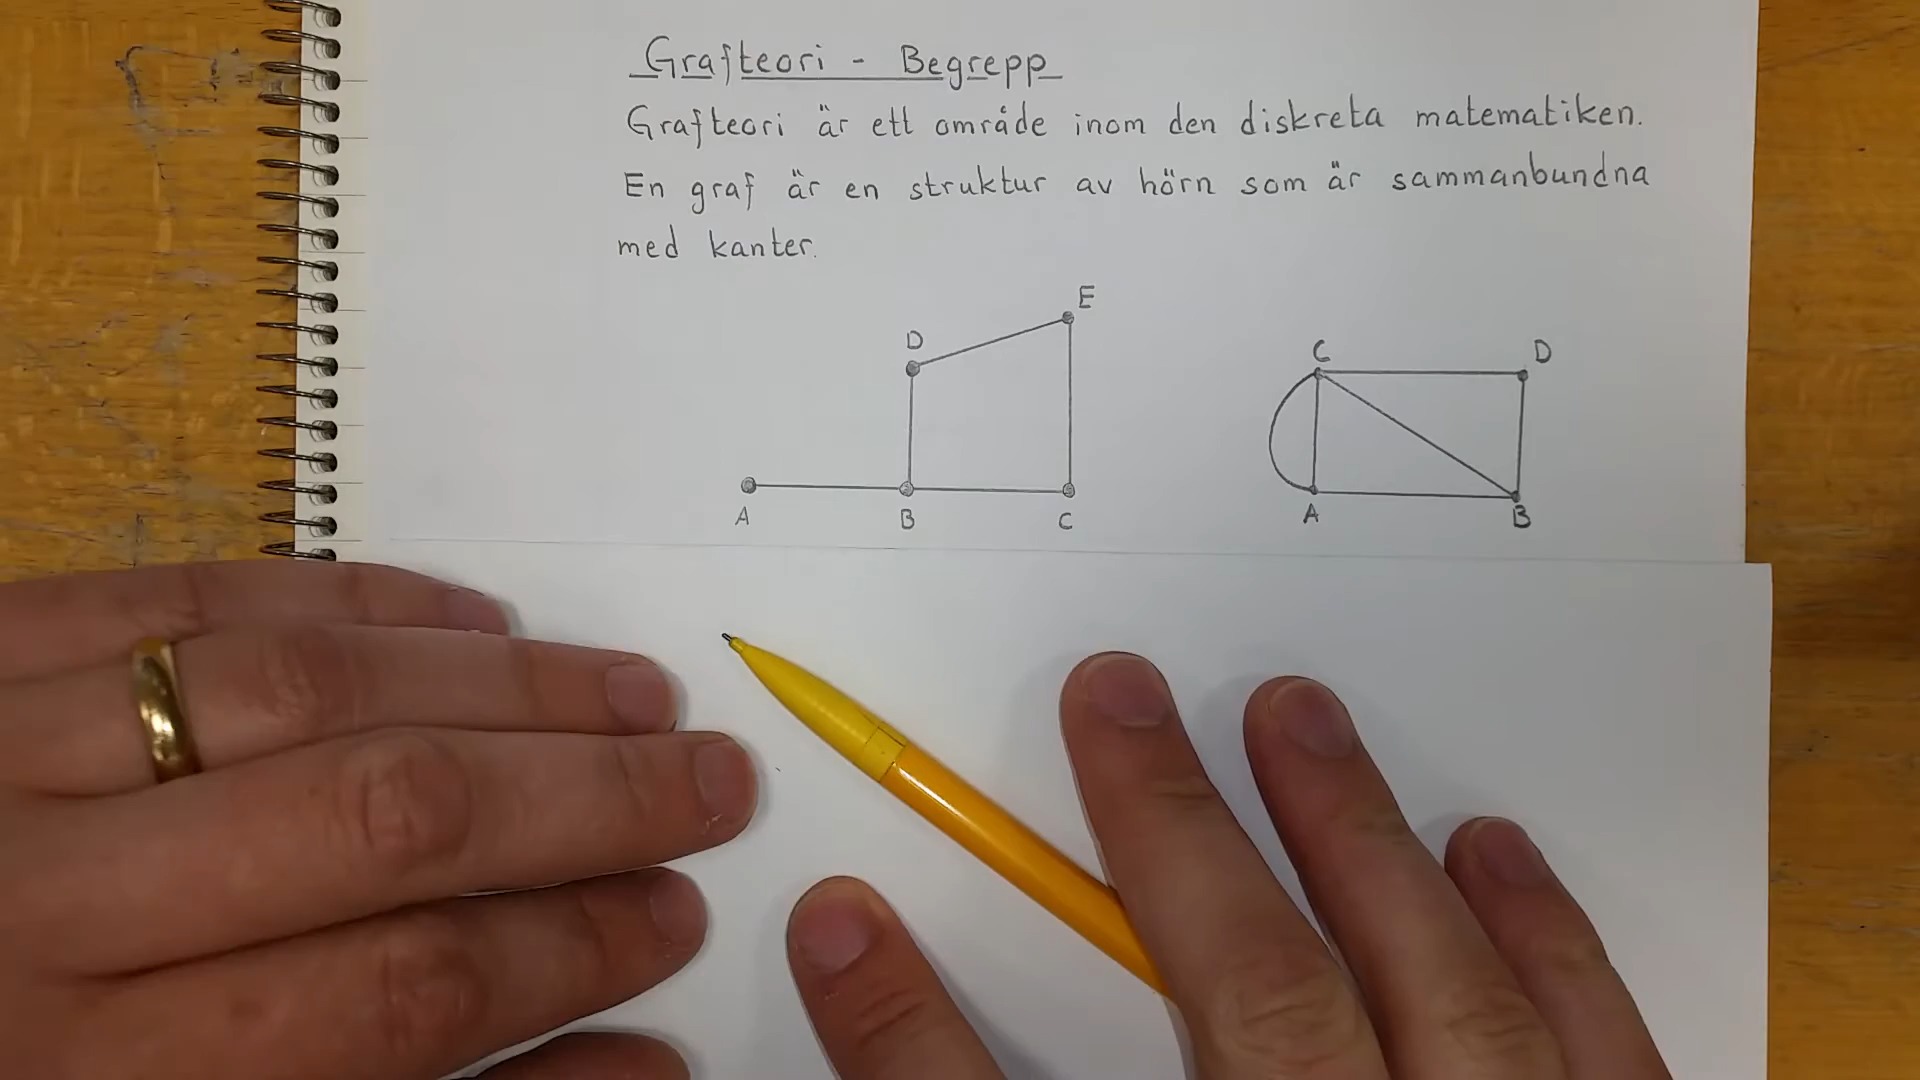 Grafteori - Begrepp
Grafteori är ett område inom den diskreta matematiken.
En graf är en struktur av hörn som är sammanbundna
med kanter.
E
D
C D
A B C
A B